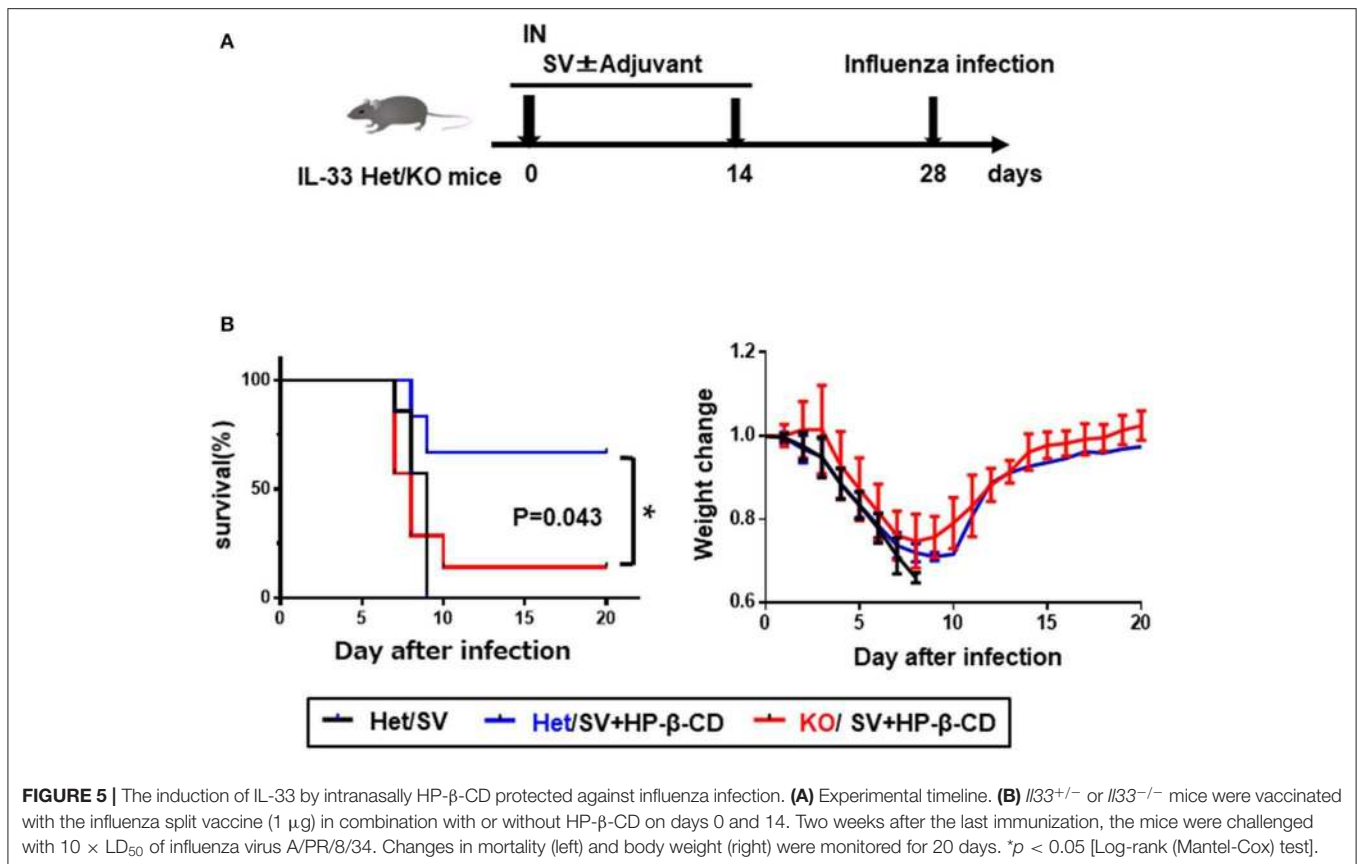 A
IN
SV±Adjuvant
Influenza infection
IL-33 Het/KO mice
0
14
28
days
B
100
50
0
survival(%)
P=0.043
*
0
5
10
15
20
Day after infection
1.2
1.0
0.8
0.6
Weight change
0
5
10
15
20
Day after infection
Het/SV
Het/SV+HP-β-CD
KO/ SV+HP-β-CD
FIGURE 5 | The induction of IL-33 by intranasally HP-β-CD protected against influenza infection. (A) Experimental timeline. (B) Il33+/− or Il33−/− mice were vaccinated
with the influenza split vaccine (1 μg) in combination with or without HP-β-CD on days 0 and 14. Two weeks after the last immunization, the mice were challenged
with 10 × LD50 of influenza virus A/PR/8/34. Changes in mortality (left) and body weight (right) were monitored for 20 days. *p < 0.05 [Log-rank (Mantel-Cox) test].